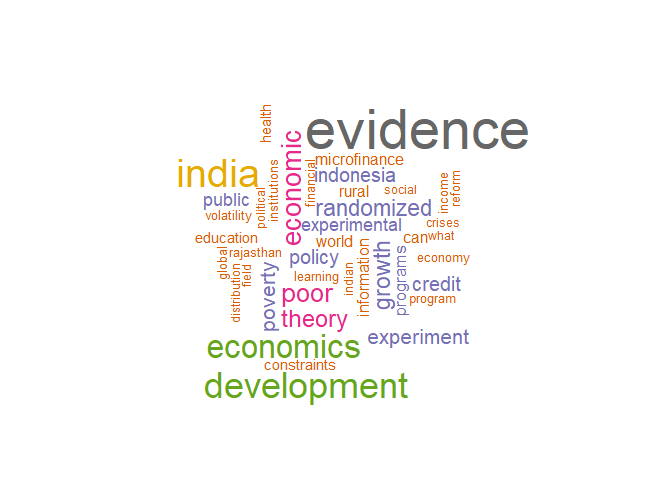 health
evidence
economic
microfinance
india
institutions
financial
indonesia
income
reform
rural
social
public
political
randomized
volatility
experimental
crises
education
world
can
what
global
rajasthan
policy
information
growth
programs
economy
distribution
field
poverty
learning
indian
credit
poor
program
theory
experiment
economics
constraints
development